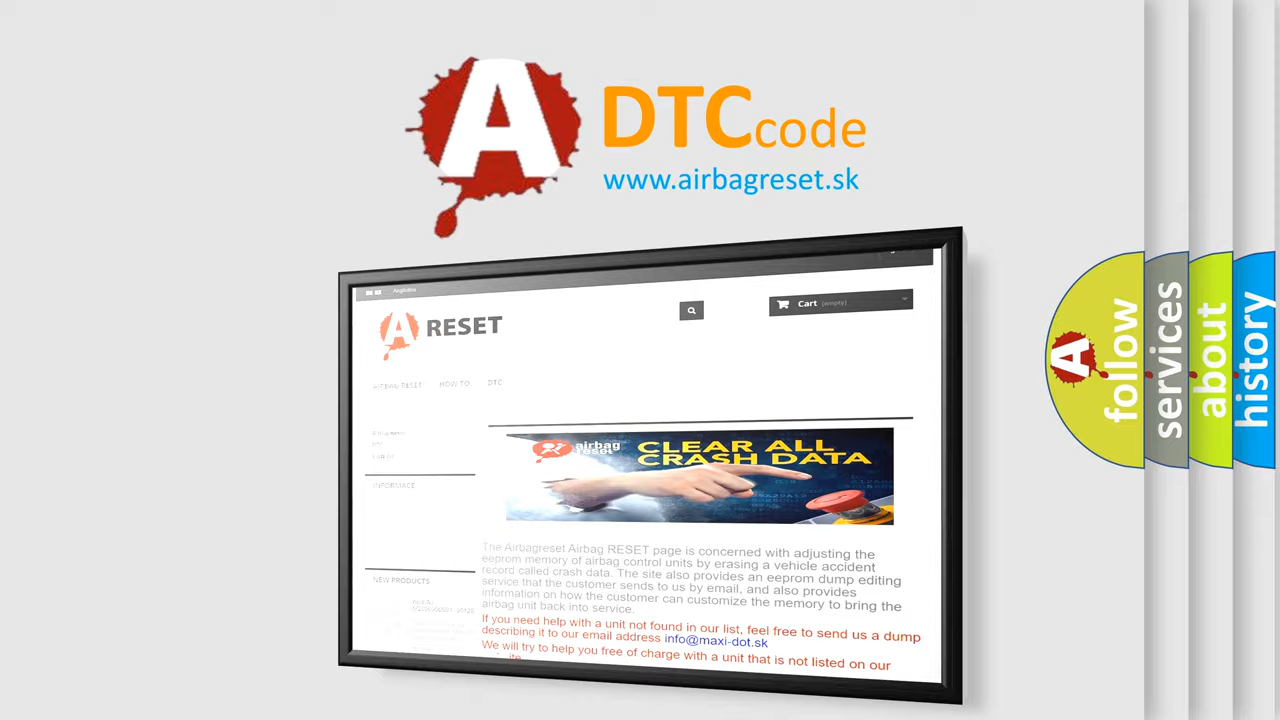 A
DTC code
www.airbagreset.sk
A RESET
Cart (empty)
AIRBAG RESET HOW TO DTC
INFORMACE
NEW PRODUCTS
airbag
reset
CLEAR ALL
CRASH DATA
The Airbagreset Airbag RESET page is concerned with adjusting the
eeprom memory of airbag control units by erasing a vehicle accident
record called crash data. The site also provides an eeprom dump editing
service that the customer sends to us by email, and also provides
information on how the customer can customize the memory to bring the
airbag unit back into service.
If you need help with a unit not found in our list, feel free to send us a dump
describing it to our email address info@maxi-dot.sk
We will try to help you free of charge with a unit that is not listed on our
A
follow
services
about
history